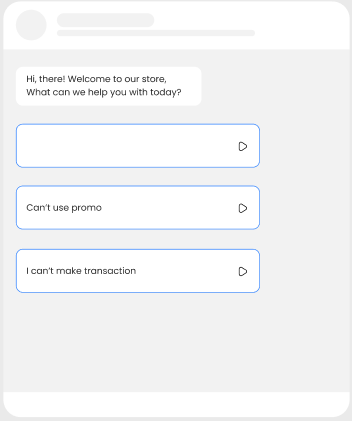 Hi, there! Welcome to our store,
What can we help you with today?
Can't use promo
I can't make transaction